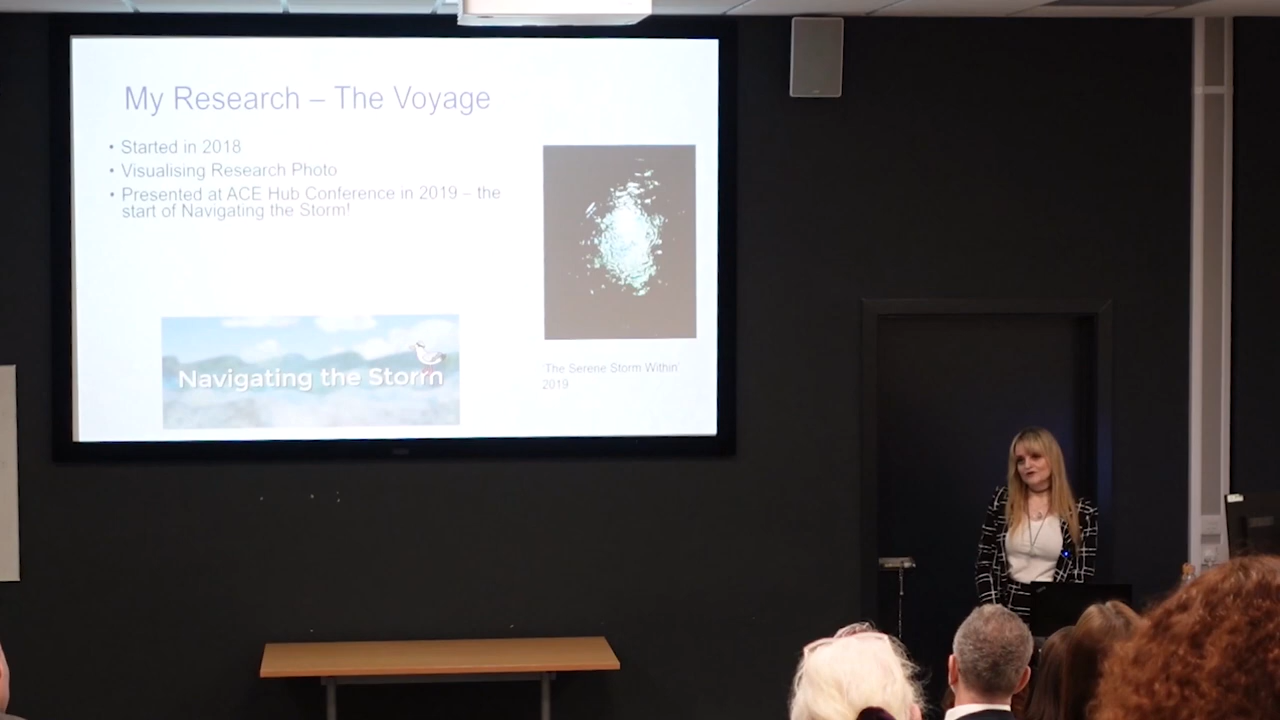 My Research – The Voyage
• Started in 2018
• Visualising Research Photo
• Presented at ACE Hub Conference in 2019 – the
start of Navigating the Storm!
Navigating the Storm
'The Serene Storm Within'
2019